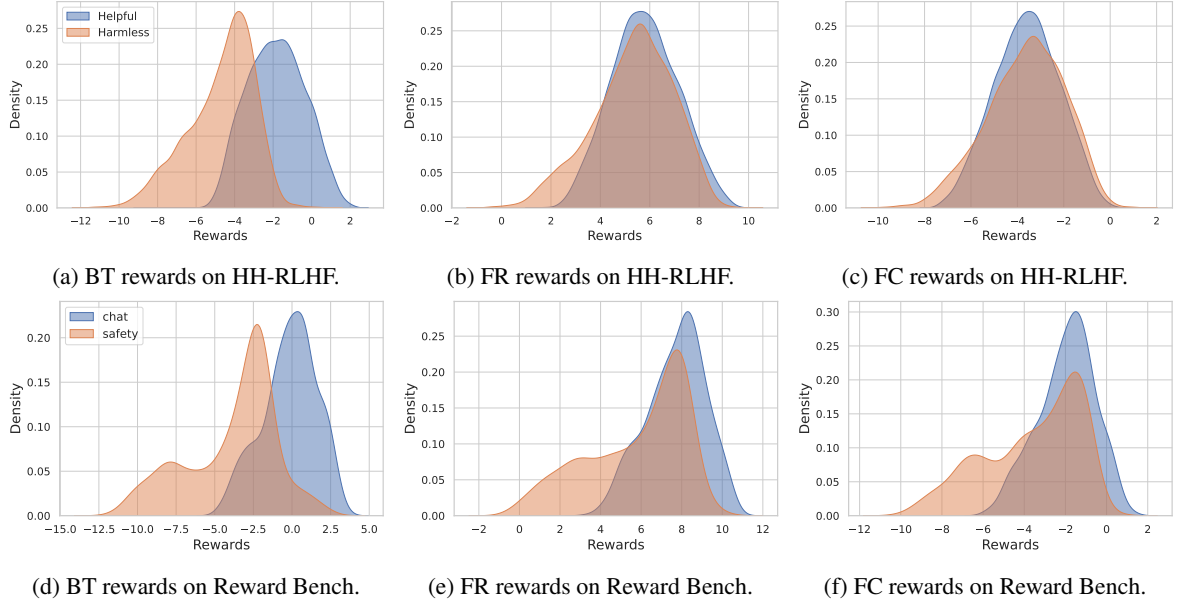 Helpful
Harmless
0.25
0.20
0.15
0.10
0.05
0.00
Density
−12 −10 −8 −6 −4 −2 0 2
Rewards
(a) BT rewards on HH-RLHF.
0.25
0.20
0.15
0.10
0.05
0.00
Density
−2 0 2 4 6 8 10
Rewards
(b) FR rewards on HH-RLHF.
0.25
0.20
0.15
0.10
0.05
0.00
Density
−10 −8 −6 −4 −2 0 2
Rewards
(c) FC rewards on HH-RLHF.
chat
safety
0.20
0.15
0.10
0.05
0.00
Density
−15.0 −12.5 −10.0 −7.5 −5.0 −2.5 0.0 2.5 5.0
Rewards
(d) BT rewards on Reward Bench.
0.30
0.25
0.20
0.15
0.10
0.05
0.00
Density
−2 0 2 4 6 8 10 12
Rewards
(e) FR rewards on Reward Bench.
0.30
0.25
0.20
0.15
0.10
0.05
0.00
Density
−12 −10 −8 −6 −4 −2 0 2
Rewards
(f) FC rewards on Reward Bench.